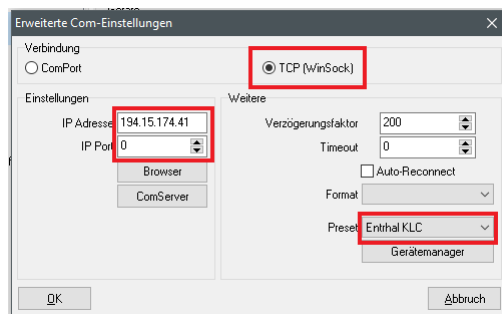 Erweiterte Com-Einstellungen
Verbindung
ComPort
TCP (WinSock)
Einstellungen
IP Adresse 194.15.174.41
IP Port 0
Browser
ComServer
Weitere
Verzögerungsfaktor 200
Timeout 0
Auto-Reconnect
Format
Preset Entrhal KLC
Gerätemanager
OK
Abbruch